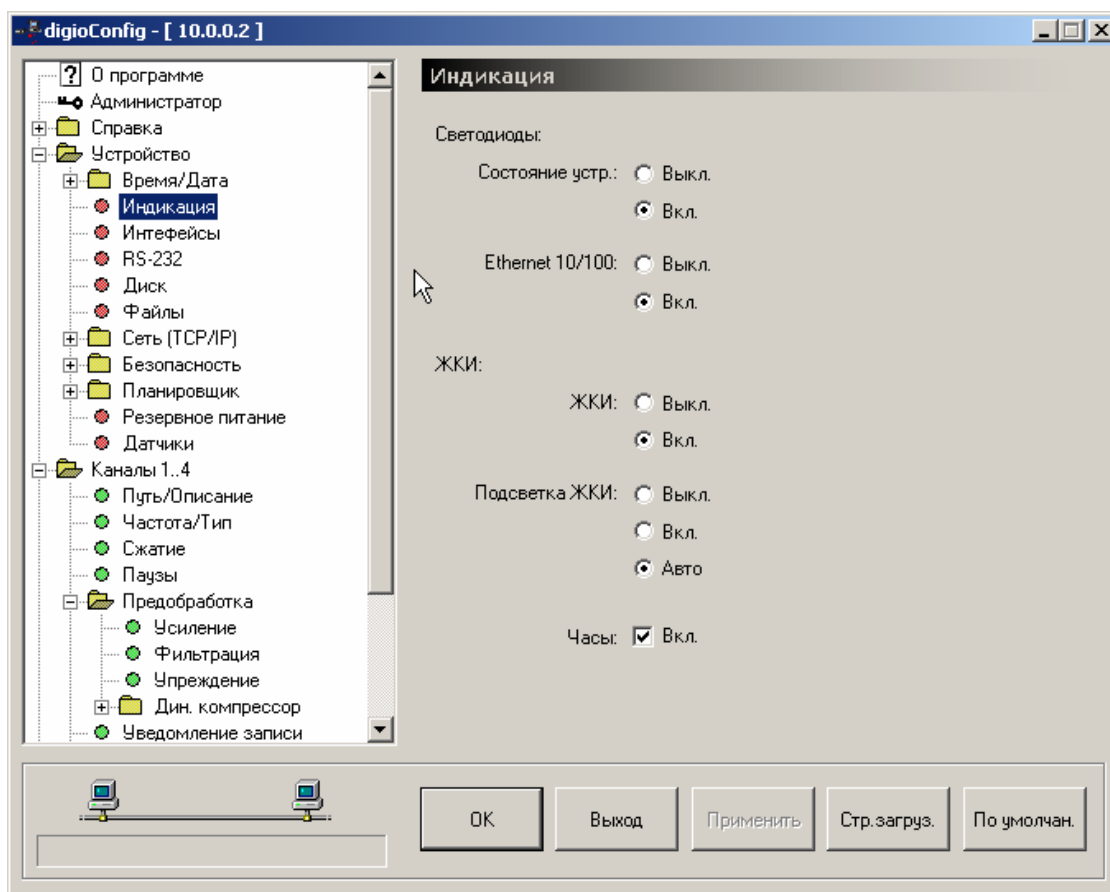 digioConfig - [ 10.0.0.2 ]
? О программе
Администратор
Справка
Устройство
Время/Дата
Индикация
Интефейсы
RS-232
Диск
Файлы
Сеть (TCP/IP)
Безопасность
Планировщик
Резервное питание
Датчики
Каналы 1..4
Путь/Описание
Частота/Тип
Сжатие
Паузы
Предобработка
Усиление
Фильтрация
Упреждение
Дин. компрессор
Уведомление записи
Индикация
Светодиоды:
Состояние устр.: Выкл.
Вкл.
Ethernet 10/100: Выкл.
Вкл.
ЖКИ:
ЖКИ: Выкл.
Вкл.
Подсветка ЖКИ: Выкл.
Вкл.
Авто
Часы: Вкл.
OK Выход Применить Стр.загруз. По умолчан.